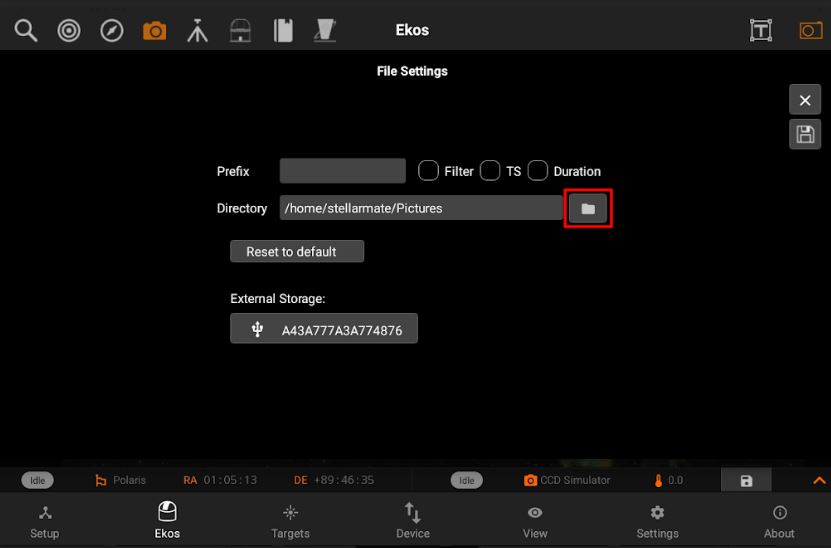 Ekos
T
File Settings
Prefix
Filter
TS
Duration
Directory
/home/stellarmate/Pictures
Reset to default
External Storage:
A43A777A3A774876
Idle
Polaris
RA 01:05:13
DE +89:46:35
Idle
CCD Simulator
0.0
Setup
Ekos
Targets
Device
View
Settings
About